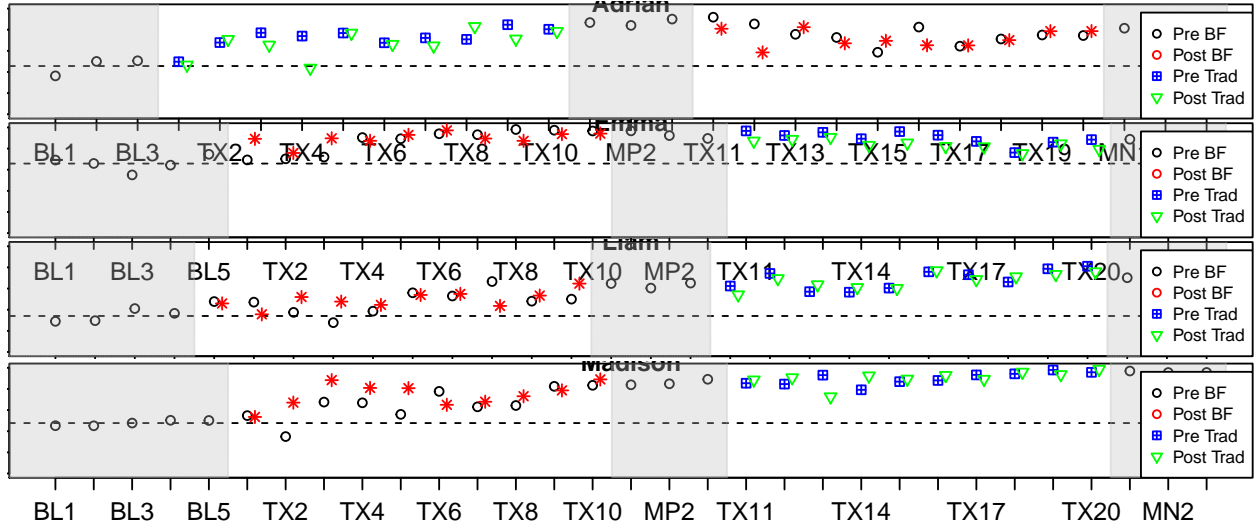 Adrian
Pre BF
Post BF
Pre Trad
Post Trad
Emma
BL1 BL3 TX2 TX4 TX6 TX8 TX10 MP2 TX11 TX13 TX15 TX17 TX19 MN
Pre BF
Post BF
Pre Trad
Post Trad
Liam
BL1 BL3 BL5 TX2 TX4 TX6 TX8 TX10 MP2 TX11 TX14 TX17 TX20
Pre BF
Post BF
Pre Trad
Post Trad
Madison
Pre BF
Post BF
Pre Trad
Post Trad
BL1 BL3 BL5 TX2 TX4 TX6 TX8 TX10 MP2 TX11 TX14 TX17 TX20 MN2